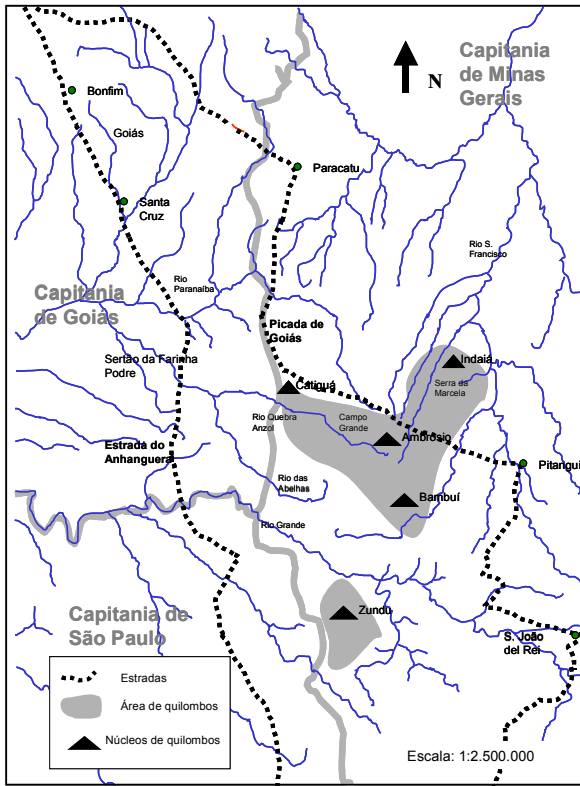 Capitania
de Minas
Gerais
N
Bonfim
Goiás
Paracatu
Santa
Cruz
Rio S.
Francisco
Rio
Paranaíba
Capitania
de Goiás
Picada de
Goiás
Sertão da Farinha
Podre
Indaiá
Serra da
Marcela
Catiguá
Rio Quebra
Anzol
Campo
Grande
Ambrósio
Estrada do
Anhanguera
Pitangui
Rio das
Abelhas
Bambuí
Rio Grande
Capitania de
São Paulo
Zundu
S. João
del Rei
Estradas
Área de quilombos
Núcleos de quilombos
Escala: 1:2.500.000